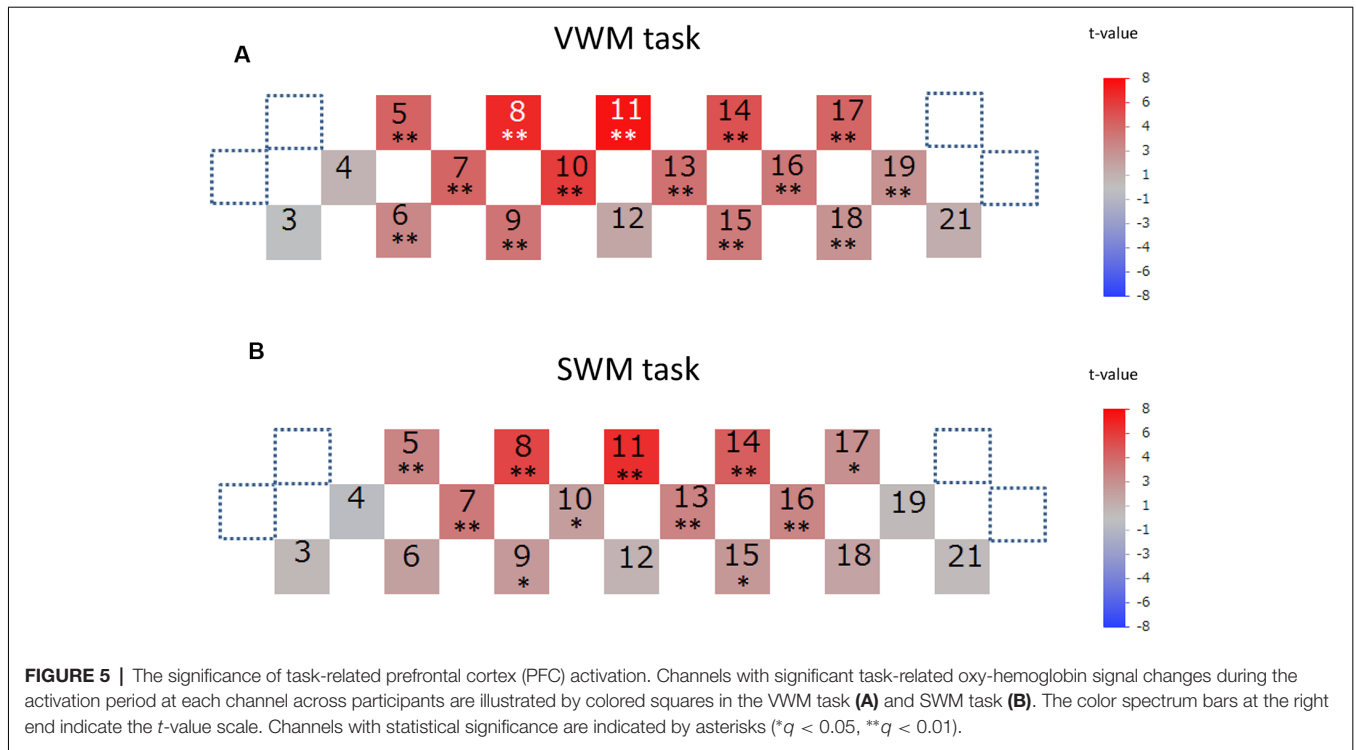 VWM task
t-value
A
5 8 11 14 17
** ** ** ** **
4 7 10 13 16 19
** ** ** ** **
3 6 9 12 15 18 21
** ** ** **
8
6
4
3
1
-1
-3
-4
-6
-8
B
SWM task
t-value
5 8 11 14 17
** ** ** ** *
4 7 10 13 16 19
** * ** **
3 6 9 12 15 18 21
* *
8
6
4
3
1
-1
-3
-4
-6
-8
FIGURE 5 | The significance of task-related prefrontal cortex (PFC) activation. Channels with significant task-related oxy-hemoglobin signal changes during the
activation period at each channel across participants are illustrated by colored squares in the VWM task (A) and SWM task (B). The color spectrum bars at the right
end indicate the t-value scale. Channels with statistical significance are indicated by asterisks (*q < 0.05, **q < 0.01).